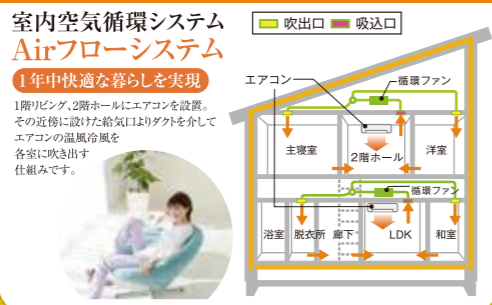 室内空気循環システム
Airフローシステム
1年中快適な暮らしを実現
1階リビング、2階ホールにエアコンを設置。
その近傍に設けた給気口よりダクトを介して
エアコンの温風冷風を
各室に吹き出す
仕組みです。
吹出口 吸込口
エアコン
循環ファン
主寝室
2階ホール
洋室
循環ファン
浴室
脱衣所
廊下
LDK
和室